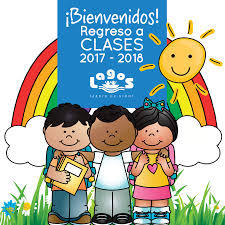 ¡Bienvenidos!
Regreso a
CLASES
2017 - 2018
Lagos